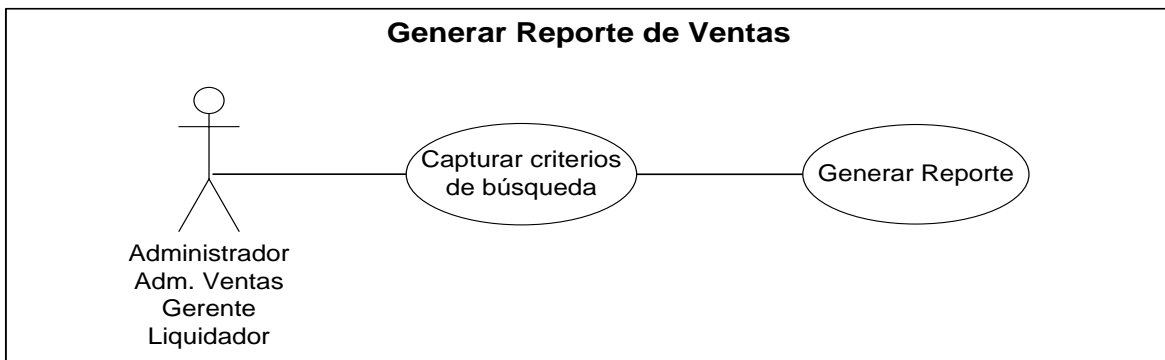 Generar Reporte de Ventas
Capturar criterios
de búsqueda
Generar Reporte
Administrador
Adm. Ventas
Gerente
Liquidador